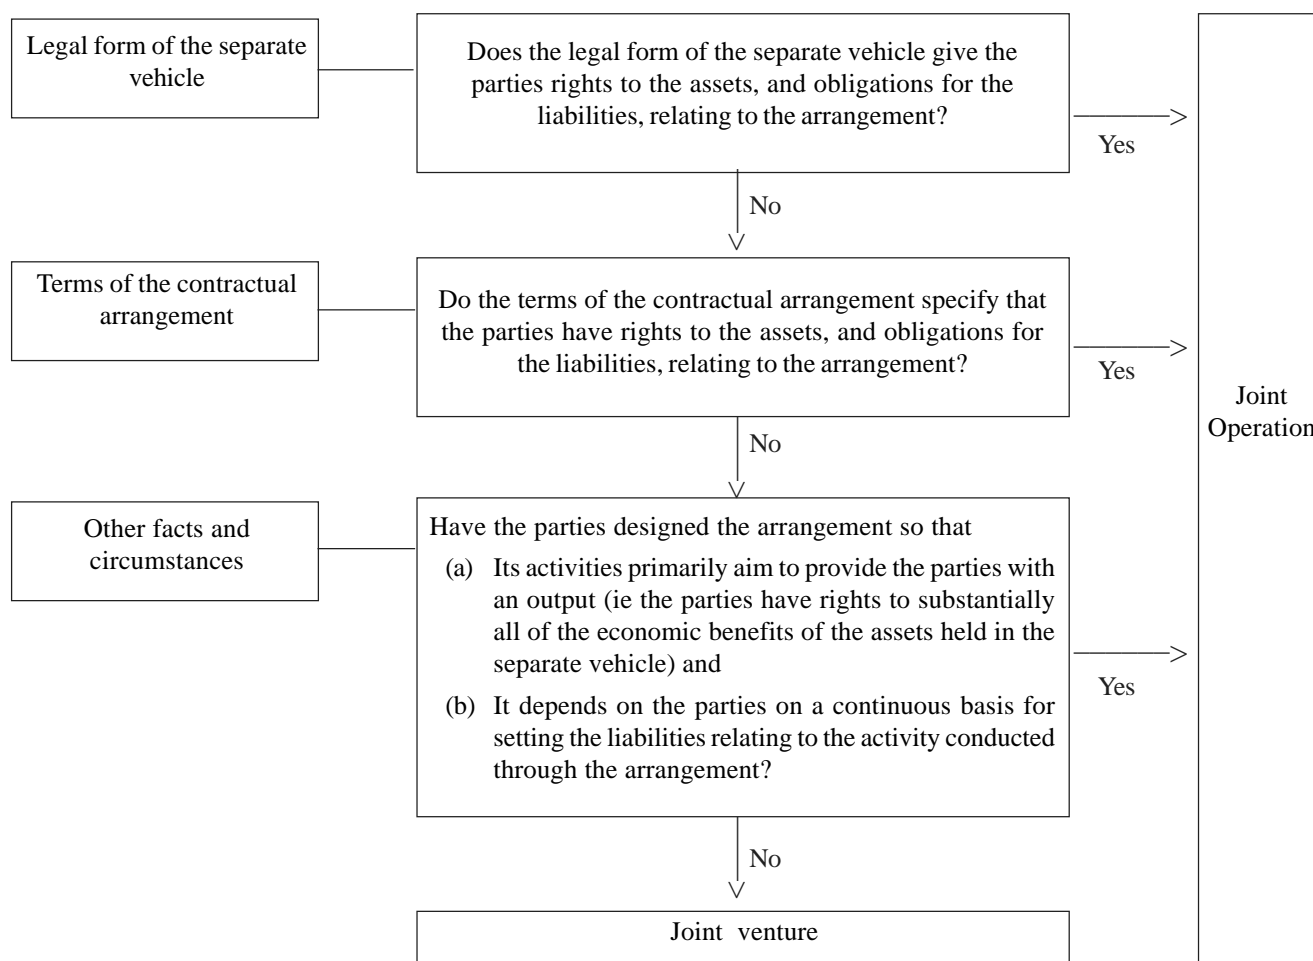 Legal form of the separate
vehicle
Does the legal form of the separate vehicle give the
parties rights to the assets, and obligations for the
liabilities, relating to the arrangement?
Yes
No
Terms of the contractual
arrangement
Do the terms of the contractual arrangement specify that
the parties have rights to the assets, and obligations for
the liabilities, relating to the arrangement?
Yes
Joint
Operation
No
Other facts and
circumstances
Have the parties designed the arrangement so that
(a) Its activities primarily aim to provide the parties with
an output (ie the parties have rights to substantially
all of the economic benefits of the assets held in the
separate vehicle) and
Yes
(b) It depends on the parties on a continuous basis for
setting the liabilities relating to the activity conducted
through the arrangement?
No
Joint venture